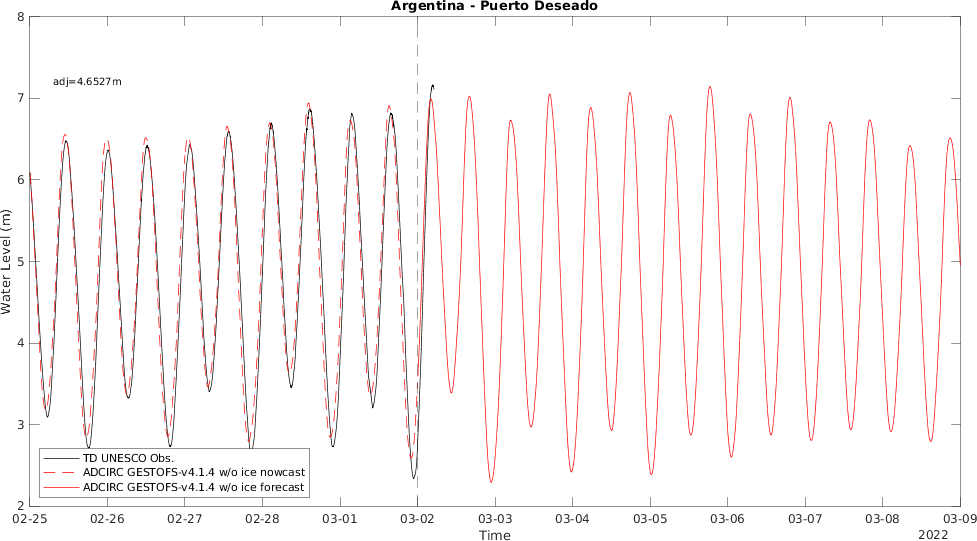 Argentina - Puerto Deseado
8
adj=4.6527m
7
6
5
Water Level (m)
4
3
TD UNESCO Obs.
ADCIRC GESTOFS-v4.1.4 w/o ice nowcast
ADCIRC GESTOFS-v4.1.4 w/o ice forecast
2
02-25 02-26 02-27 02-28 03-01 03-02 03-03 03-04 03-05 03-06 03-07 03-08 03-09
Time
2022